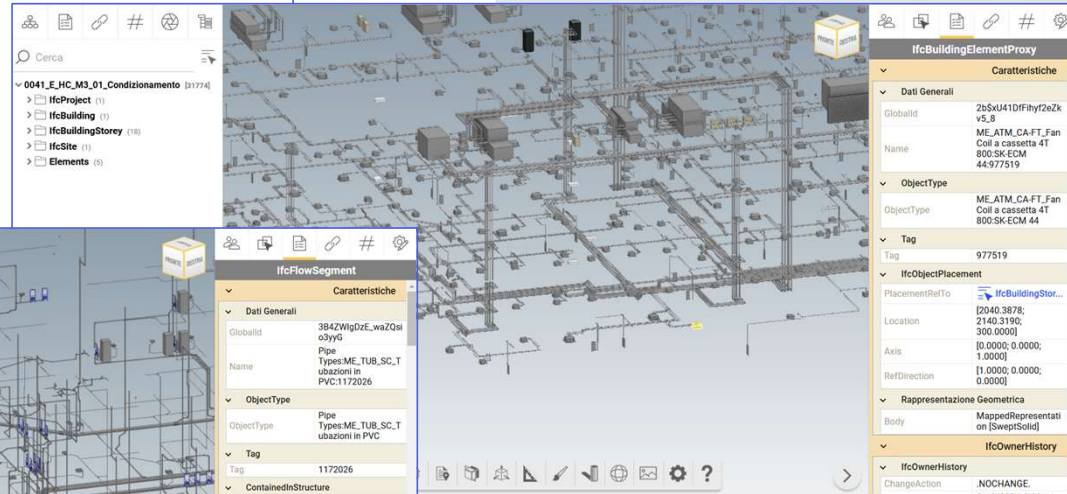 Cerca
0041_E_HC_M3_01_Condizionamento [31774]
IfcProject (1)
IfcBuilding (1)
IfcBuildingStorey (18)
IfcSite (1)
Elements (5)
FRONTE DESTRA
IfcBuildingElementProxy
Caratteristiche
Dati Generali
GlobalId
2b$xU41DfFihyf2eZk
v5_8
Name
ME_ATM_CA-FT_Fan
Coil a cassetta 4T
800:SK-ECM
44:977519
ObjectType
ObjectType
ME_ATM_CA-FT_Fan
Coil a cassetta 4T
800:SK-ECM 44
Tag
Tag 977519
IfcObjectPlacement
PlacementRelTo IfcBuildingStor...
Location
[2040.3878;
2140.3190;
300.0000]
Axis
[0.0000; 0.0000;
1.0000]
RefDirection
[1.0000; 0.0000;
0.0000]
Rappresentazione Geometrica
Body
MappedRepresentati
on [SweptSolid]
IfcOwnerHistory
IfcOwnerHistory
ChangeAction .NOCHANGE.
FRONTE DESTRA
IfcFlowSegment
Caratteristiche
Dati Generali
GlobalId
3B4ZWIgDzE_waZQsi
o3yyG
Name
Pipe
Types:ME_TUB_SC_T
ubazioni in
PVC:1172026
ObjectType
ObjectType
Pipe
Types:ME_TUB_SC_T
ubazioni in PVC
Tag
Tag 1172026
ContainedInStructure